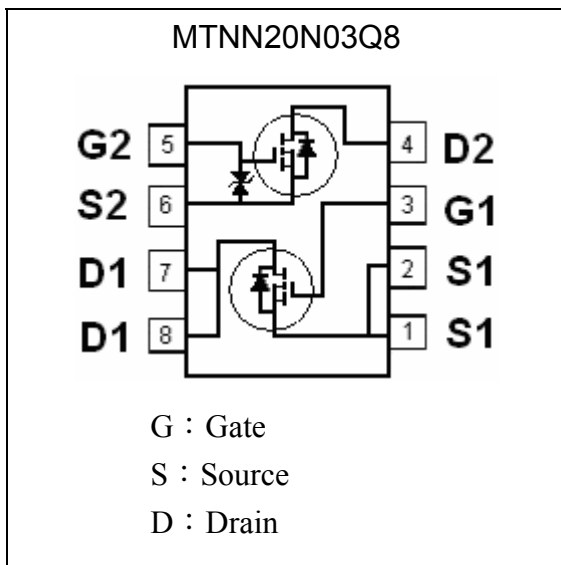 MTNN20N03Q8
G2 5 4 D2
S2 6 3 G1
D1 7 2 S1
D1 8 1 S1
G：Gate
S：Source
D：Drain